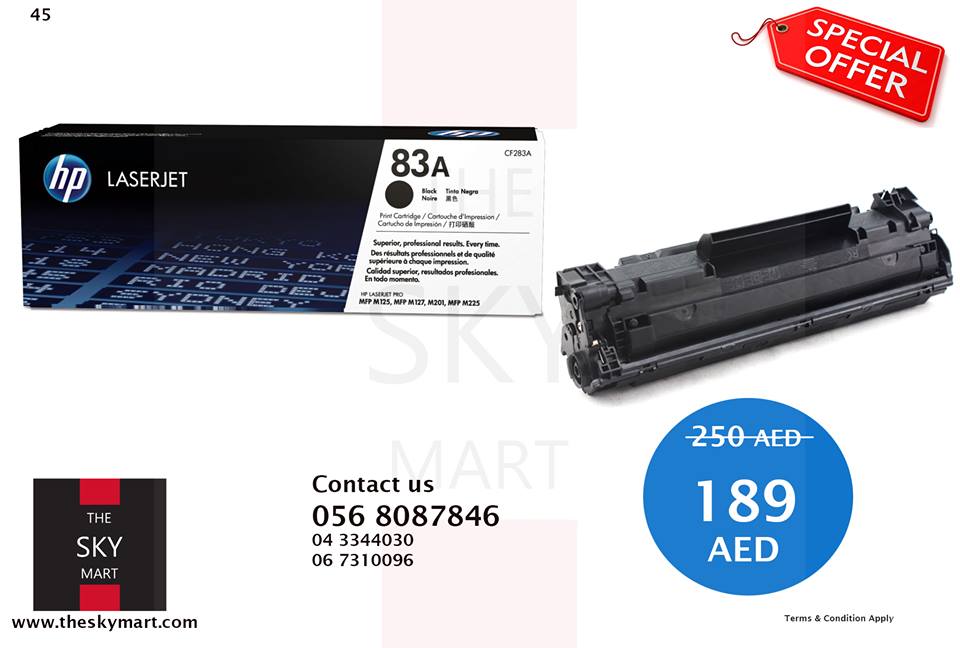 45
SPECIAL
OFFER
hp
hp
LASERJET
83A
CF283A
Black Tinta Negra
Noire 黑色
Print Cartridge / Cartouche d'Impression /
Cartucho de Impresión / 打印硒鼓
Superior, professional results. Every time.
Des résultats professionnels et de qualité
supérieure à chaque impression.
Calidad superior, resultados profesionales.
En todo momento.
HP LASERJET PRO
MFP M125, MFP M127, M201, MFP M225
THE
SKY
MART
250 AED
189
AED
Contact us
056 8087846
04 3344030
06 7310096
THE
SKY
MART
www.theskymart.com
Terms & Condition Apply